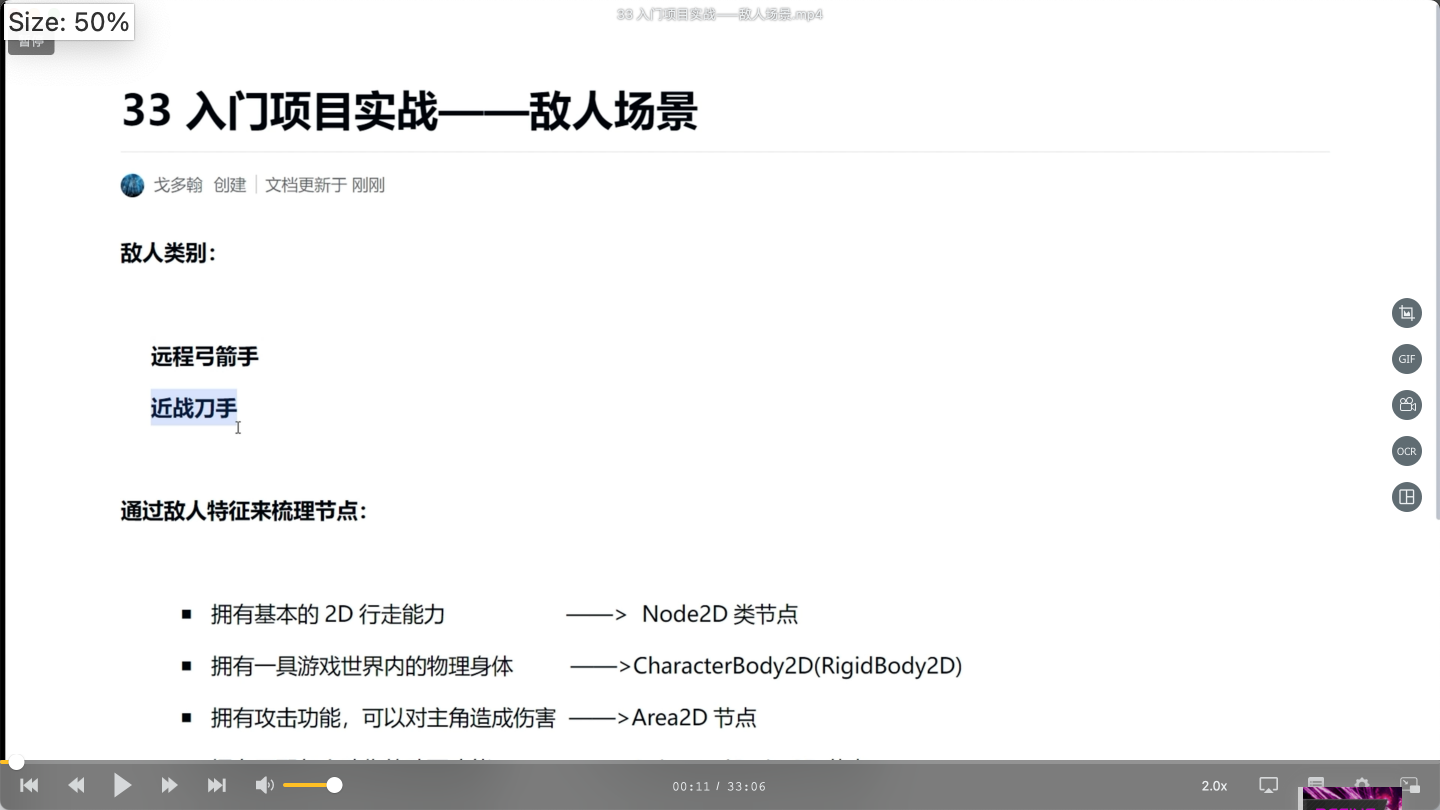 33 入门项目实战——敌人场景.mp4
Size: 50%
暂停
33 入门项目实战——敌人场景
戈多翰 创建 | 文档更新于 刚刚
敌人类别：
远程弓箭手
近战刀手
通过敌人特征来梳理节点：
■ 拥有基本的 2D 行走能力 ——> Node2D 类节点
■ 拥有一具游戏世界内的物理身体 ——>CharacterBody2D(RigidBody2D)
■ 拥有攻击功能，可以对主角造成伤害 ——>Area2D 节点
GIF
OCR
00:11 / 33:06
2.0x